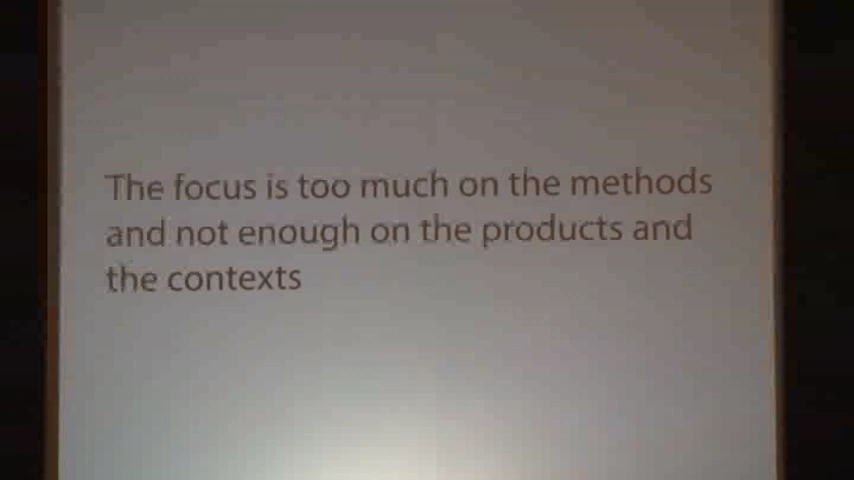 The focus is too much on the methods
and not enough on the products and
the contexts